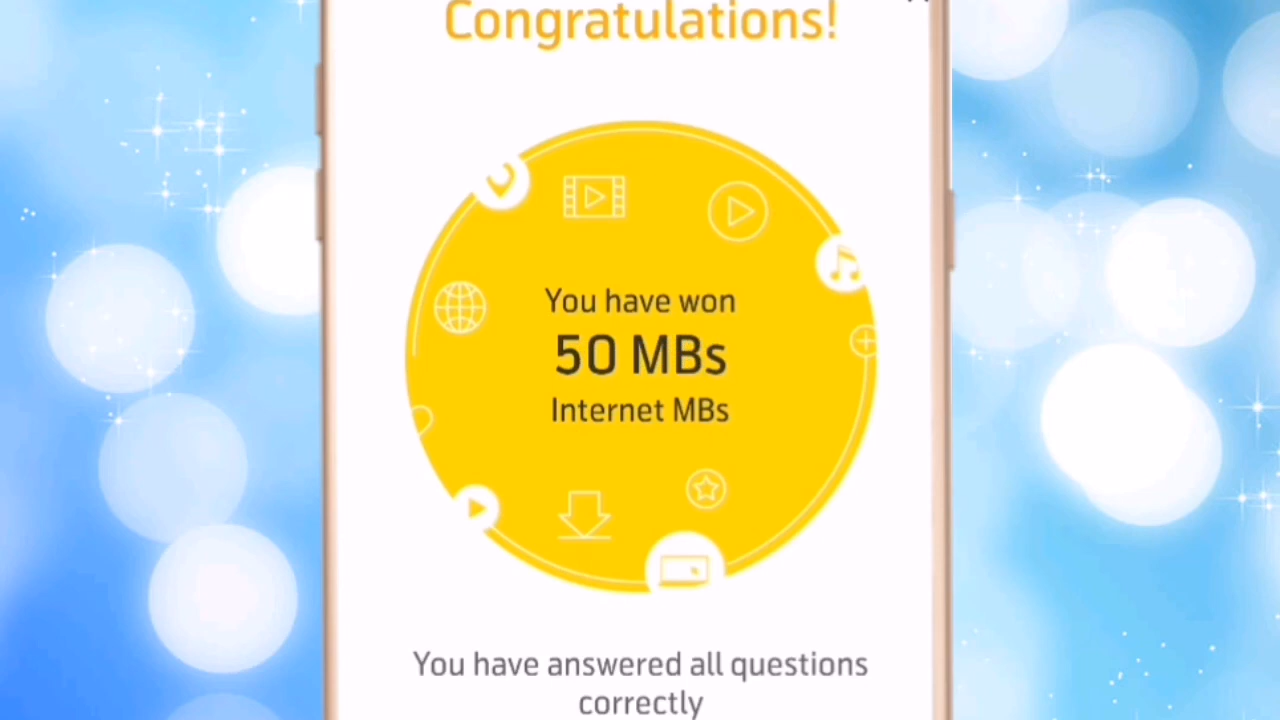 Congratulations!
You have won
50 MBs
Internet MBs
You have answered all questions
correctly